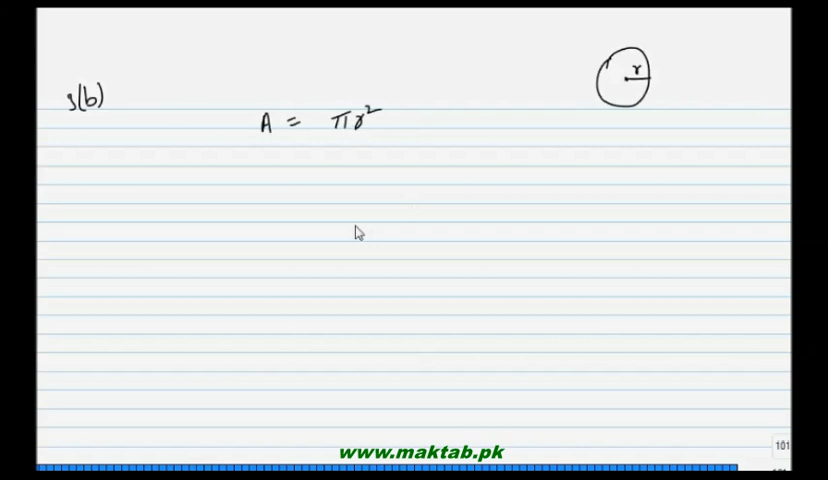 r
3(b)
A = πr²
101
www.maktab.pk